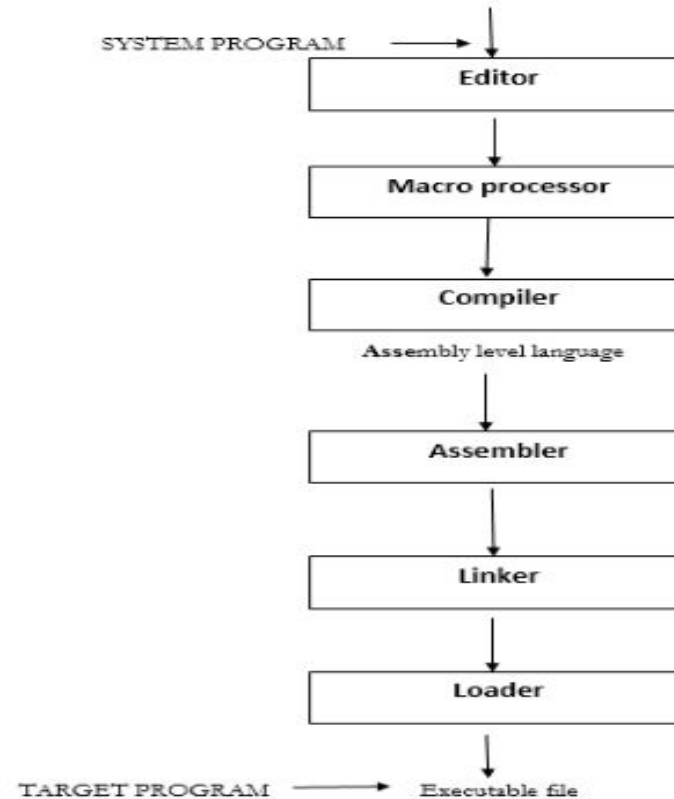 SYSTEM PROGRAM
Editor
Macro processor
Compiler
Assembly level language
Assembler
Linker
Loader
TARGET PROGRAM Executable file